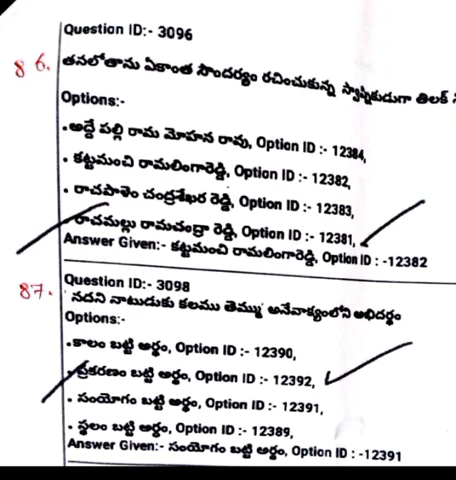 Question ID:- 3096
86. తనలోతాను ఏకాంత సౌందర్యం రచించుకున్న స్వాప్నికుడుగా తిలక్
Options:-
• అద్దే పల్లి రామ మోహన రావు, Option ID :- 12384,
• కట్టమంచి రామలింగారెడ్డి, Option ID :- 12382,
• రాచపాళెం చంద్రశేఖర రెడ్డి, Option ID :- 12383,
రాచమల్లు రామచంద్రా రెడ్డి, Option ID :- 12381,
Answer Given:- కట్టమంచి రామలింగారెడ్డి, Option ID : -12382
Question ID:- 3098
87. నదని నాటుడుకు కలము తెమ్ము' అనేవాక్యంలోని అభిదర్థం
Options:-
• కాలం బట్టి అర్థం, Option ID :- 12390,
• ప్రకరణం బట్టి అర్థం, Option ID :- 12392,
• సంయోగం బట్టి అర్థం, Option ID :- 12391,
• స్థలం బట్టి అర్థం, Option ID :- 12389,
Answer Given:- సంయోగం బట్టి అర్థం, Option ID : -12391